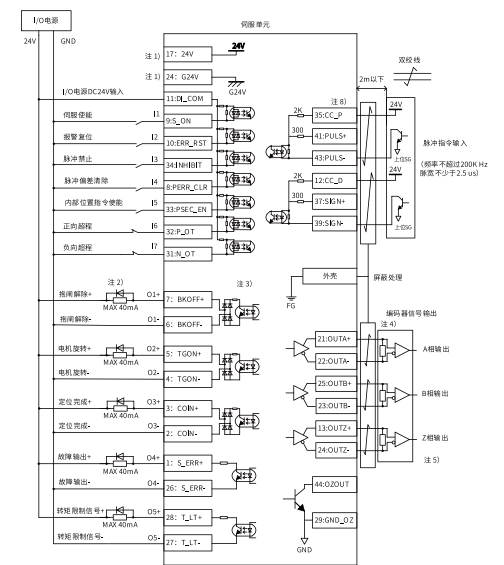 I/O电源
24V
GND
伺服单元
注 1)
17: 24V
24V
注 1)
24: G24V
G24V
I/O电源DC24V输入
11:DI_COM
伺服使能
I1
9:S_ON
报警复位
I2
10:ERR_RST
脉冲禁止
I3
34:INHIBIT
脉冲偏差清除
I4
8:PERR_CLR
内部位置指令使能
I5
33:PSEC_EN
正向超程
I6
32:P_OT
负向超程
I7
31:N_OT
注 2)
注 3)
抱闸解除+
O1+
7: BKOFF+
MAX 40mA
抱闸解除-
O1-
6: BKOFF-
电机旋转+
O2+
5: TGON+
MAX 40mA
电机旋转-
O2-
4: TGON-
定位完成+
O3+
3: COIN+
MAX 40mA
定位完成-
O3-
2: COIN-
故障输出+
O4+
1: S_ERR+
MAX 40mA
故障输出-
O4-
26: S_ERR-
转矩限制信号+
O5+
28: T_LT+
MAX 40mA
转矩限制信号-
O5-
27: T_LT-
双绞线
2m以下
注 8)
2K
35:CC_P
24V
300
41:PULS+
43:PULS-
上位SG
脉冲指令输入
(频率不超过200K Hz
脉宽不少于2.5 us)
2K
12:CC_D
24V
300
37:SIGN+
39:SIGN-
上位SG
外壳
屏蔽处理
FG
编码器信号输出
注 4)
21:OUTA+
22:OUTA-
A相输出
25:OUTB+
23:OUTB-
B相输出
13:OUTZ+
24:OUTZ-
Z相输出
注 5)
44:OZOUT
29:GND_OZ
GND